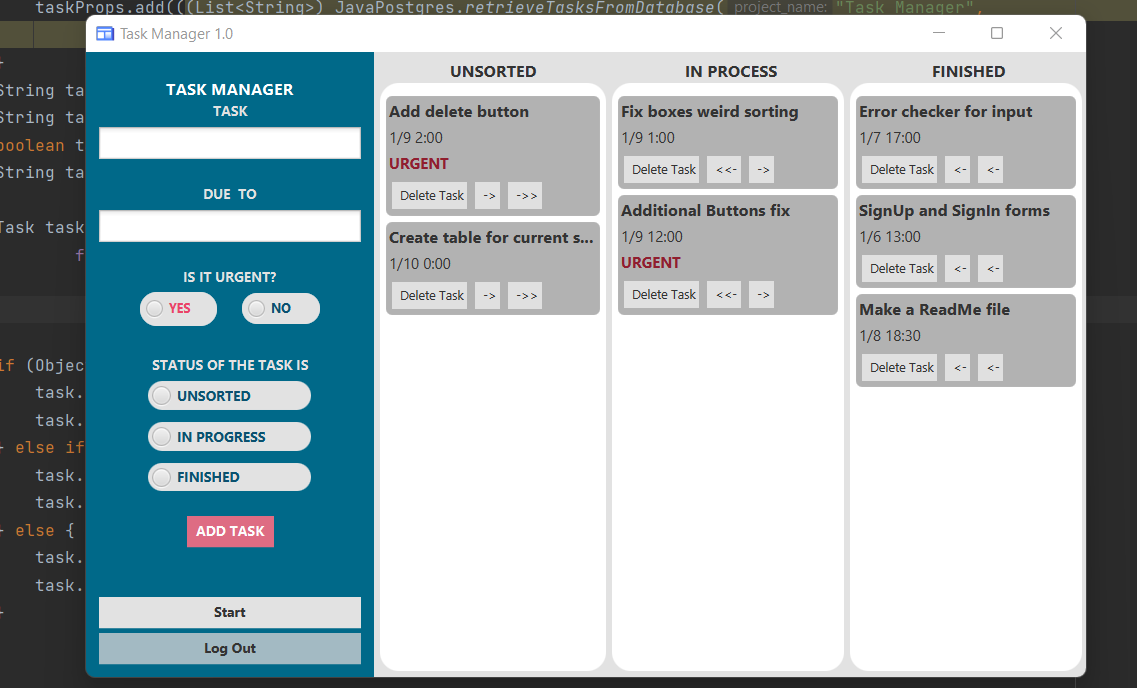 taskProps.add(((List<String>) JavaPostgres.retrieveTasksFromDatabase( project_name: "Task Manager",
Task Manager 1.0
String ta
String ta
boolean t
String ta
Task task
f
if (Objec
task.
task.
else if
task.
task.
else {
task.
task.
TASK MANAGER
TASK
DUE TO
IS IT URGENT?
YES
NO
STATUS OF THE TASK IS
UNSORTED
IN PROGRESS
FINISHED
ADD TASK
Start
Log Out
UNSORTED
Add delete button
1/9 2:00
URGENT
Delete Task -> ->>
Create table for current s...
1/10 0:00
Delete Task -> ->>
IN PROCESS
Fix boxes weird sorting
1/9 1:00
Delete Task <<- ->
Additional Buttons fix
1/9 12:00
URGENT
Delete Task <<- ->
FINISHED
Error checker for input
1/7 17:00
Delete Task <- <-
SignUp and SignIn forms
1/6 13:00
Delete Task <- <-
Make a ReadMe file
1/8 18:30
Delete Task <- <-